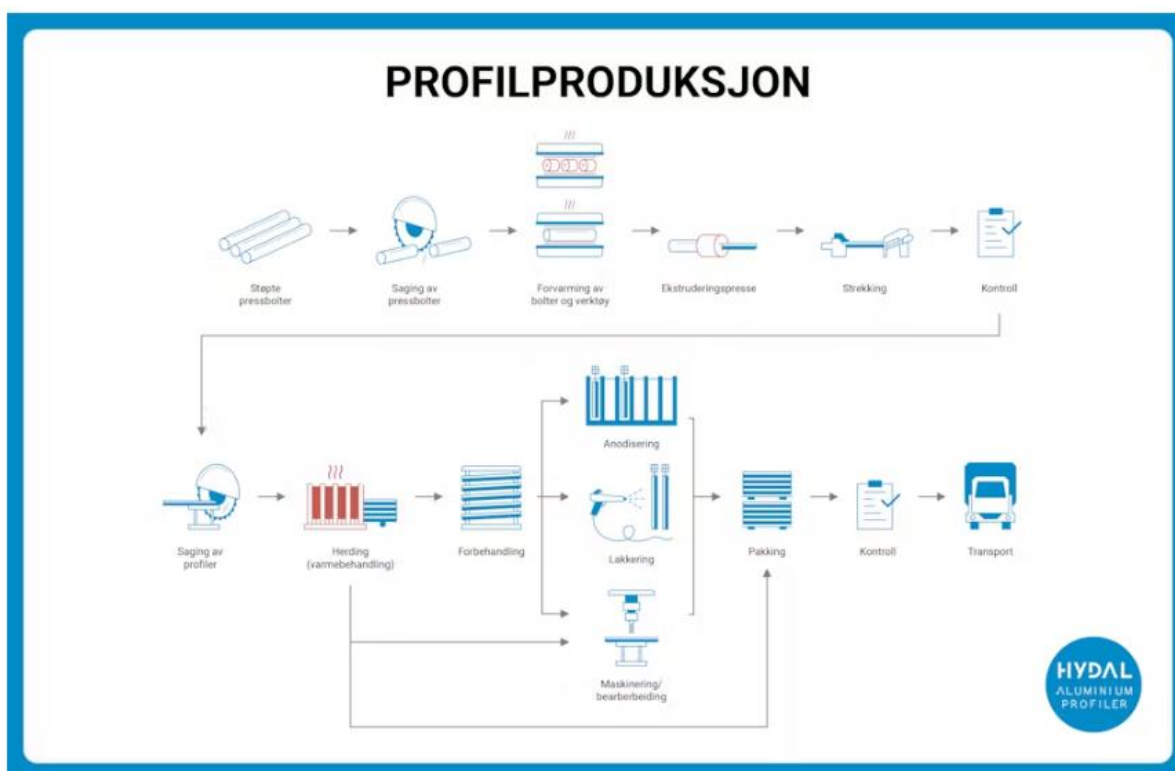 PROFILPRODUKSJON
Støpte
pressbolter
Saging av
pressbolter
Forvarming av
bolter og verktøy
Ekstruderingspresse
Strekking
Kontroll
Anodisering
Saging av
profiler
Herding
(varmebehandling)
Forbehandling
Lakkering
Pakking
Kontroll
Transport
Maskinering/
bearberbeiding
HYDAL
ALUMINIUM
PROFILER